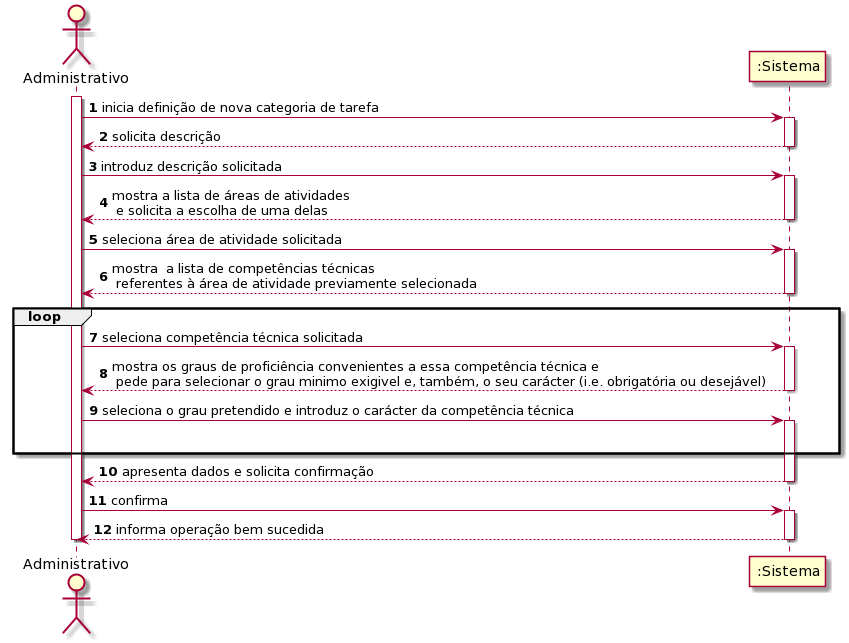 Administrativo
:Sistema
1 inicia definição de nova categoria de tarefa
2 solicita descrição
3 introduz descrição solicitada
4 mostra a lista de áreas de atividades
e solicita a escolha de uma delas
5 seleciona área de atividade solicitada
6 mostra  a lista de competências técnicas
referentes à área de atividade previamente selecionada
loop
7 seleciona competência técnica solicitada
8 mostra os graus de proficiência convenientes a essa competência técnica e
pede para selecionar o grau minimo exigivel e, também, o seu carácter (i.e. obrigatória ou desejável)
9 seleciona o grau pretendido e introduz o carácter da competência técnica
10 apresenta dados e solicita confirmação
11 confirma
12 informa operação bem sucedida
Administrativo
:Sistema